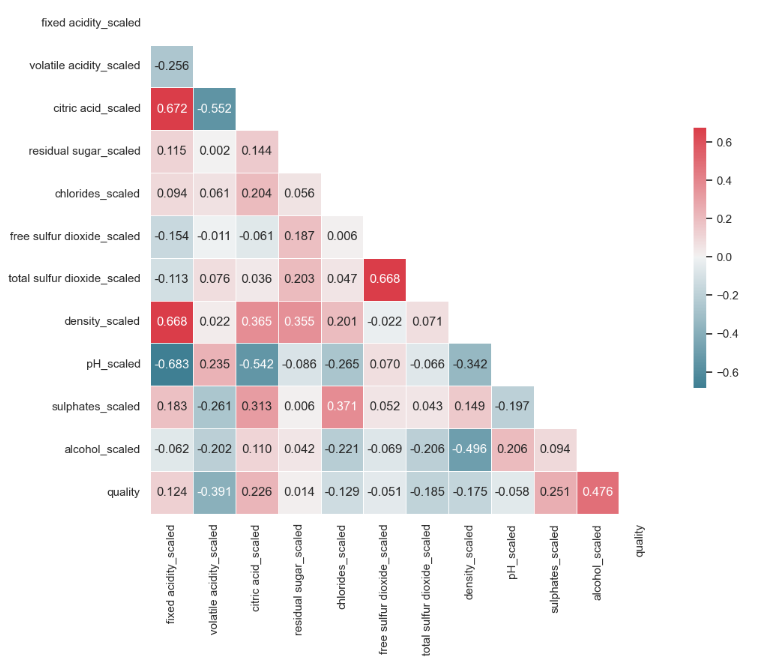 fixed acidity_scaled
volatile acidity_scaled -0.256
citric acid_scaled 0.672 -0.552
residual sugar_scaled 0.115 0.002 0.144
chlorides_scaled 0.094 0.061 0.204 0.056
free sulfur dioxide_scaled -0.154 -0.011 -0.061 0.187 0.006
total sulfur dioxide_scaled -0.113 0.076 0.036 0.203 0.047 0.668
density_scaled 0.668 0.022 0.365 0.355 0.201 -0.022 0.071
pH_scaled -0.683 0.235 -0.542 -0.086 -0.265 0.070 -0.066 -0.342
sulphates_scaled 0.183 -0.261 0.313 0.006 0.371 0.052 0.043 0.149 -0.197
alcohol_scaled -0.062 -0.202 0.110 0.042 -0.221 -0.069 -0.206 -0.496 0.206 0.094
quality 0.124 -0.391 0.226 0.014 -0.129 -0.051 -0.185 -0.175 -0.058 0.251 0.476
fixed acidity_scaled
volatile acidity_scaled
citric acid_scaled
residual sugar_scaled
chlorides_scaled
free sulfur dioxide_scaled
total sulfur dioxide_scaled
density_scaled
pH_scaled
sulphates_scaled
alcohol_scaled
quality
0.6
0.4
0.2
0.0
−0.2
−0.4
−0.6